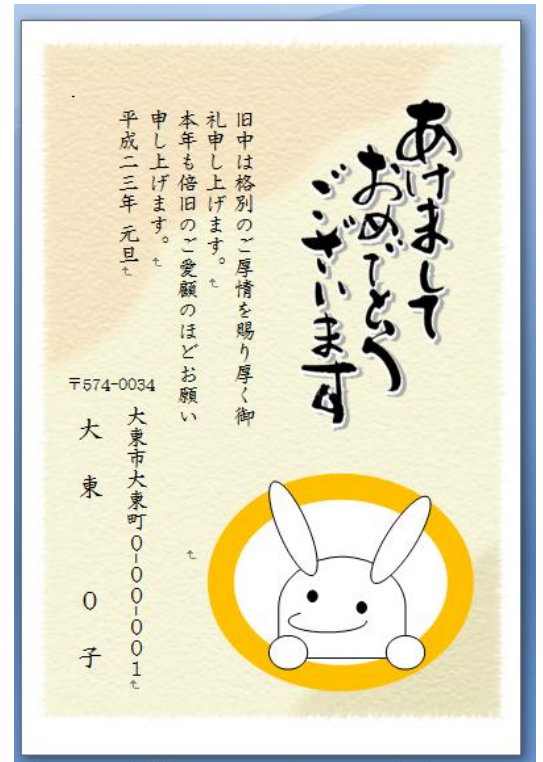 あけまして
おめでとう
ございます
旧中は格別のご厚情を賜り厚く御
礼申し上げます。
本年も倍旧のご愛顧のほどお願い
申し上げます。
平成二三年 元旦
〒574-0034
大東市大東町0-00-001
大東 0子